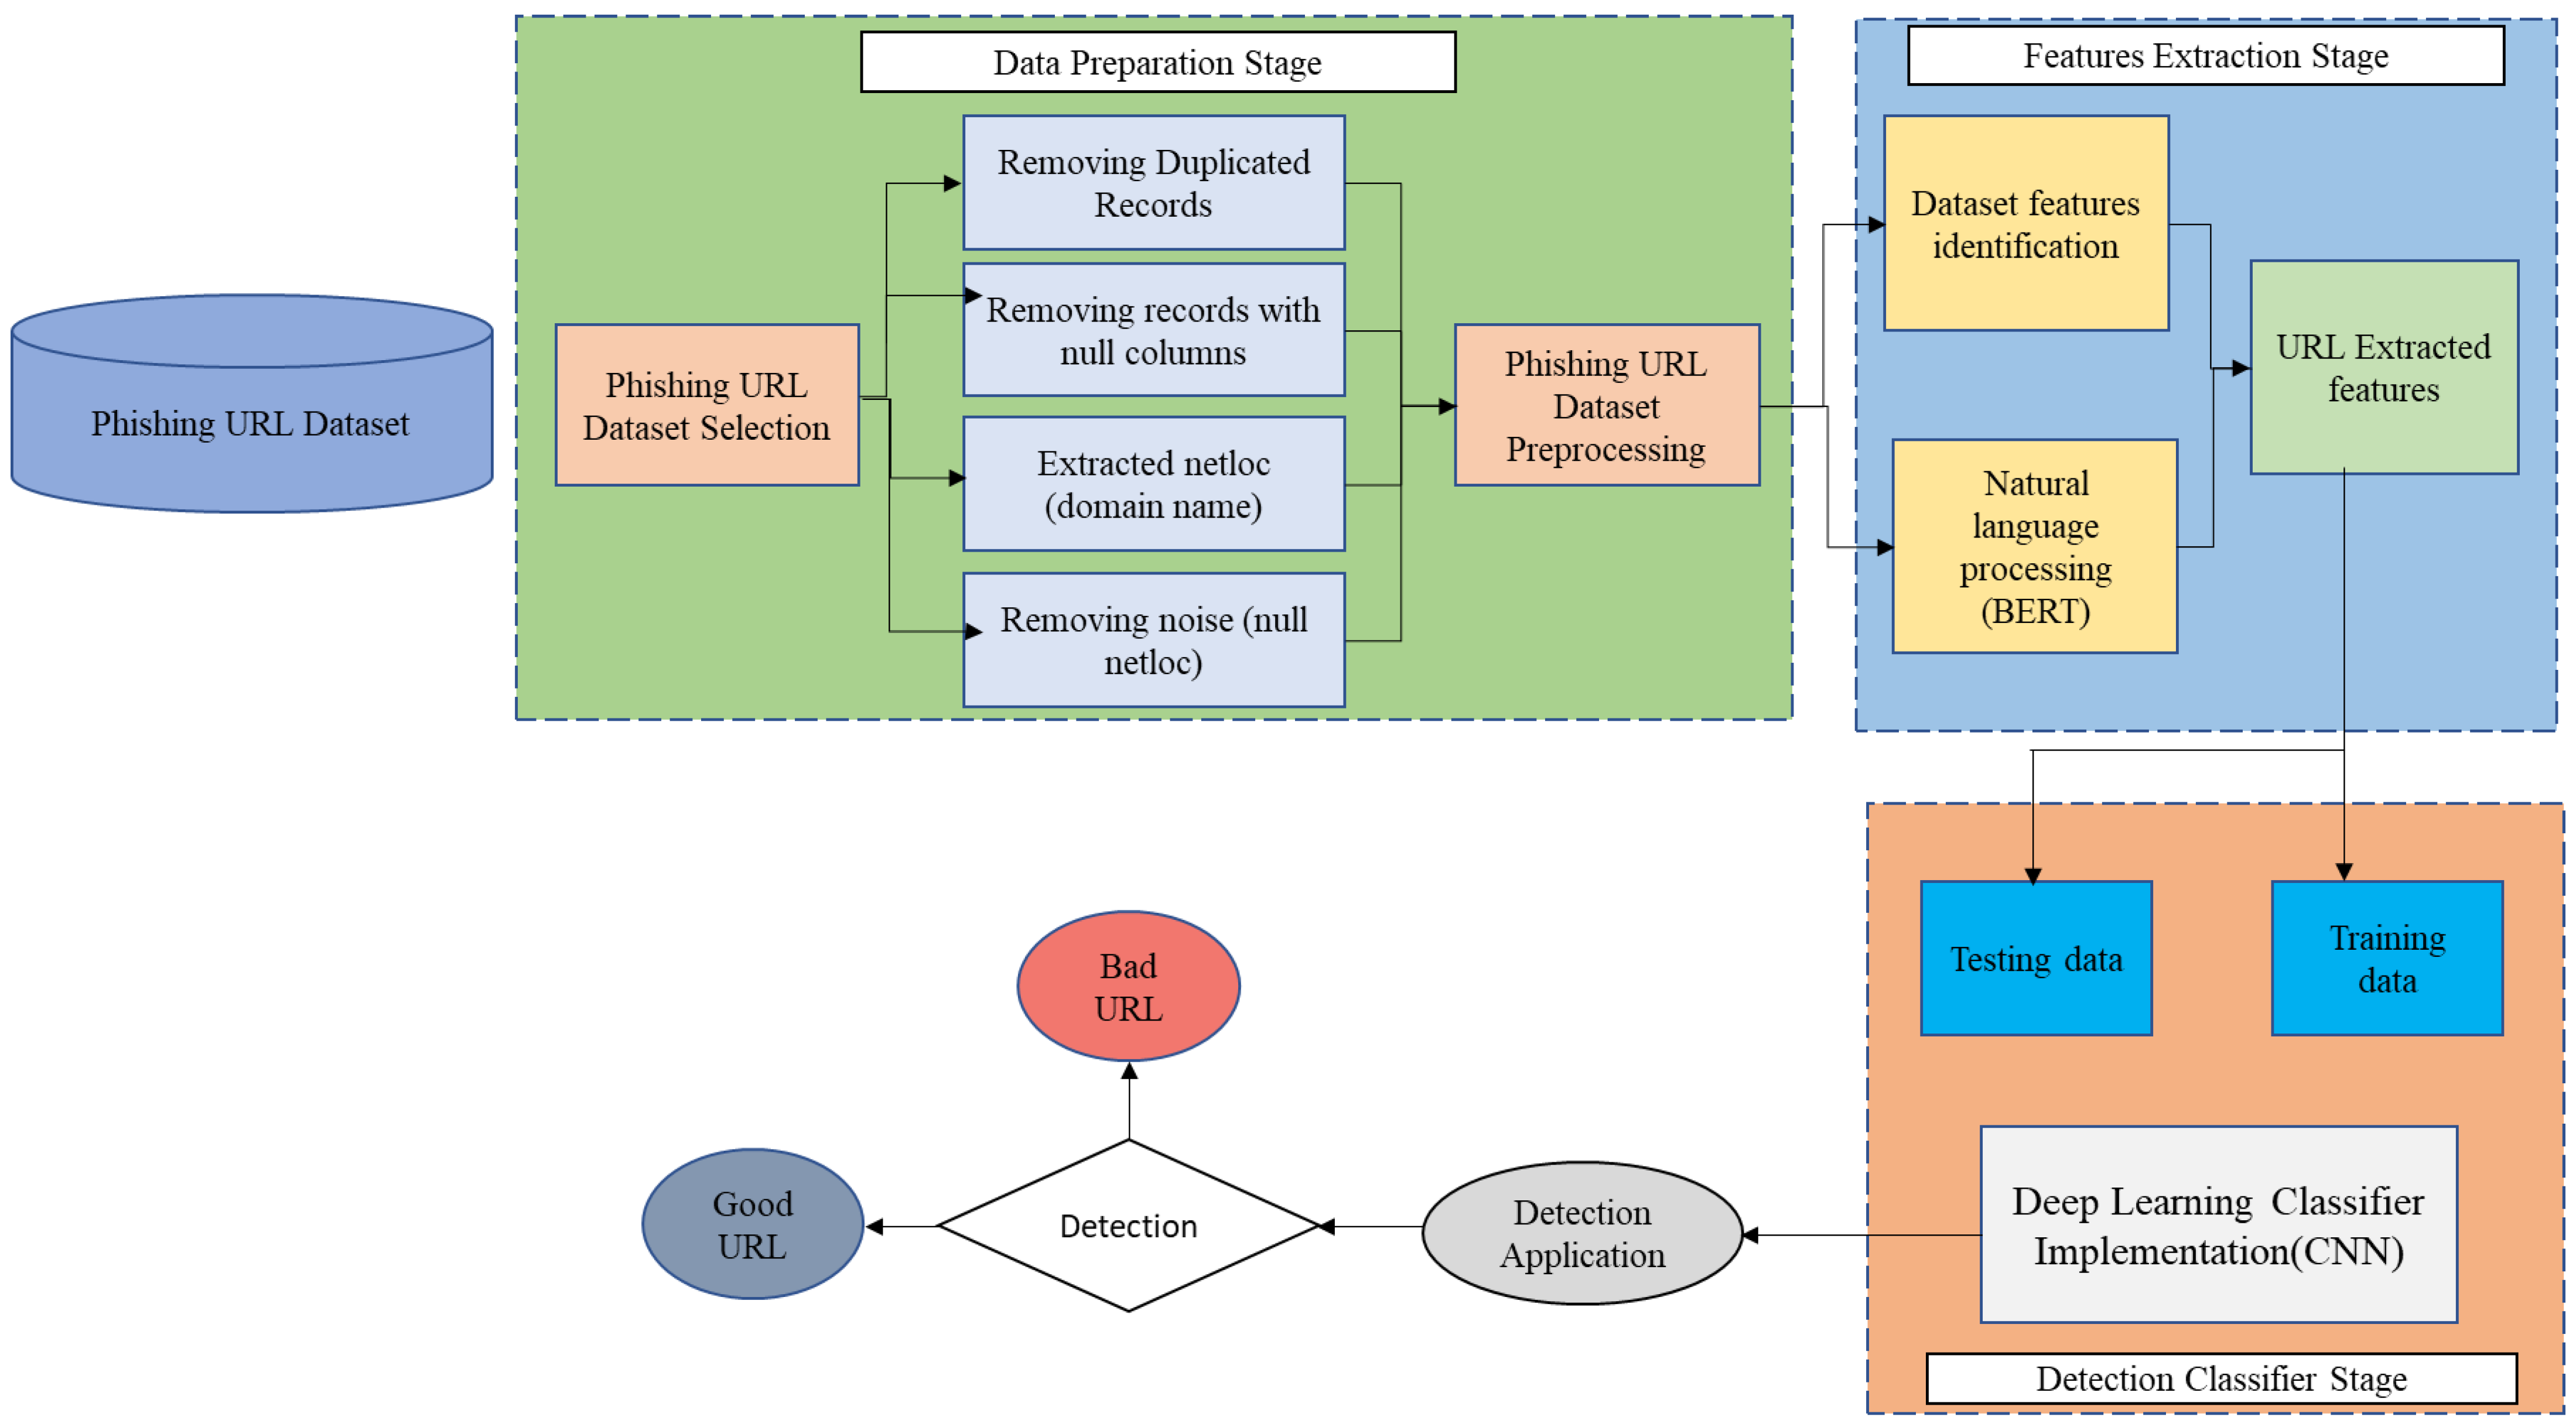 Data Preparation Stage
Features Extraction Stage
Phishing URL Dataset
Phishing URL
Dataset Selection
Removing Duplicated
Records
Removing records with
null columns
Extracted netloc
(domain name)
Removing noise (null
netloc)
Phishing URL
Dataset
Preprocessing
Dataset features
identification
Natural
language
processing
(BERT)
URL Extracted
features
Testing data
Training
data
Deep Learning Classifier
Implementation(CNN)
Detection Classifier Stage
Detection
Application
Detection
Bad
URL
Good
URL